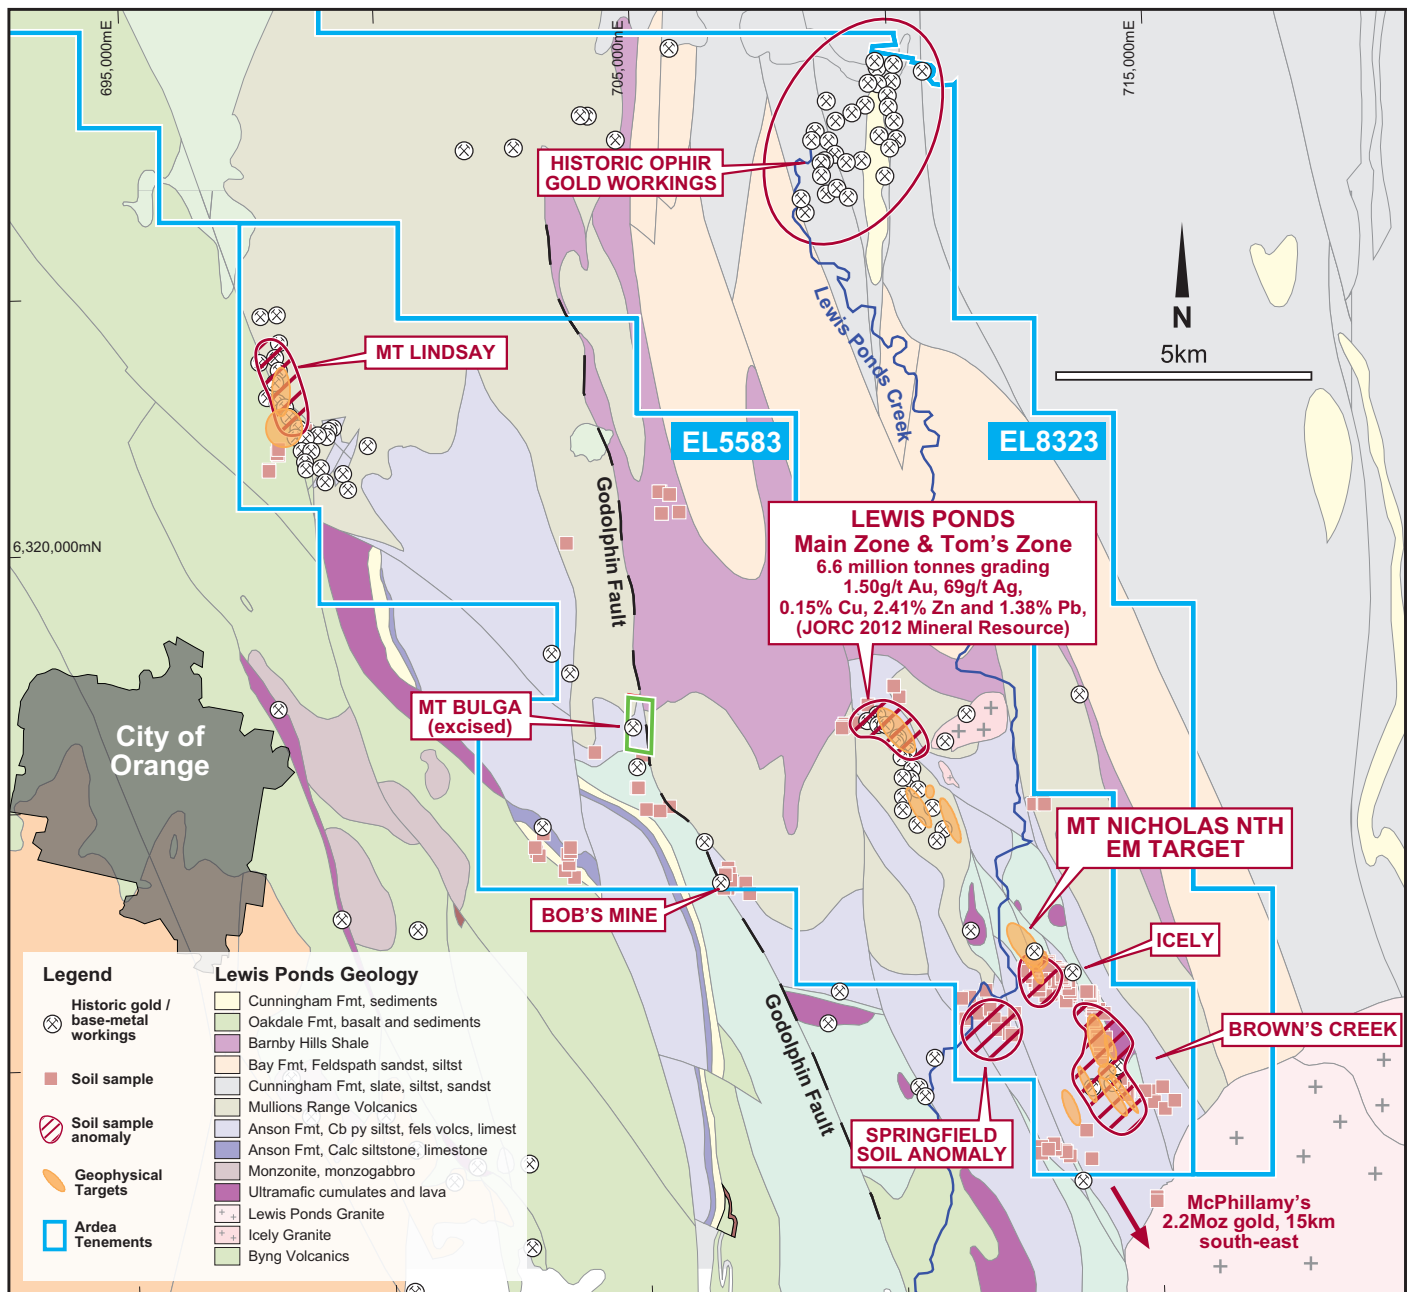 695,000mE
705,000mE
715,000mE
HISTORIC OPHIR
GOLD WORKINGS
Lewis Ponds Creek
N
5km
MT LINDSAY
EL5583
EL8323
Godolphin Fault
6,320,000mN
LEWIS PONDS
Main Zone & Tom's Zone
6.6 million tonnes grading
1.50g/t Au, 69g/t Ag,
0.15% Cu, 2.41% Zn and 1.38% Pb,
(JORC 2012 Mineral Resource)
MT BULGA
(excised)
City of
Orange
MT NICHOLAS NTH
EM TARGET
BOB'S MINE
ICELY
BROWN'S CREEK
Godolphin Fault
SPRINGFIELD
SOIL ANOMALY
McPhillamy's
2.2Moz gold, 15km
south-east
Legend
Historic gold /
base-metal
workings
Soil sample
Soil sample
anomaly
Geophysical
Targets
Ardea
Tenements
Lewis Ponds Geology
Cunningham Fmt, sediments
Oakdale Fmt, basalt and sediments
Barnby Hills Shale
Bay Fmt, Feldspath sandst, siltst
Cunningham Fmt, slate, siltst, sandst
Mullions Range Volcanics
Anson Fmt, Cb py siltst, fels volcs, limest
Anson Fmt, Calc siltstone, limestone
Monzonite, monzogabbro
Ultramafic cumulates and lava
Lewis Ponds Granite
Icely Granite
Byng Volcanics